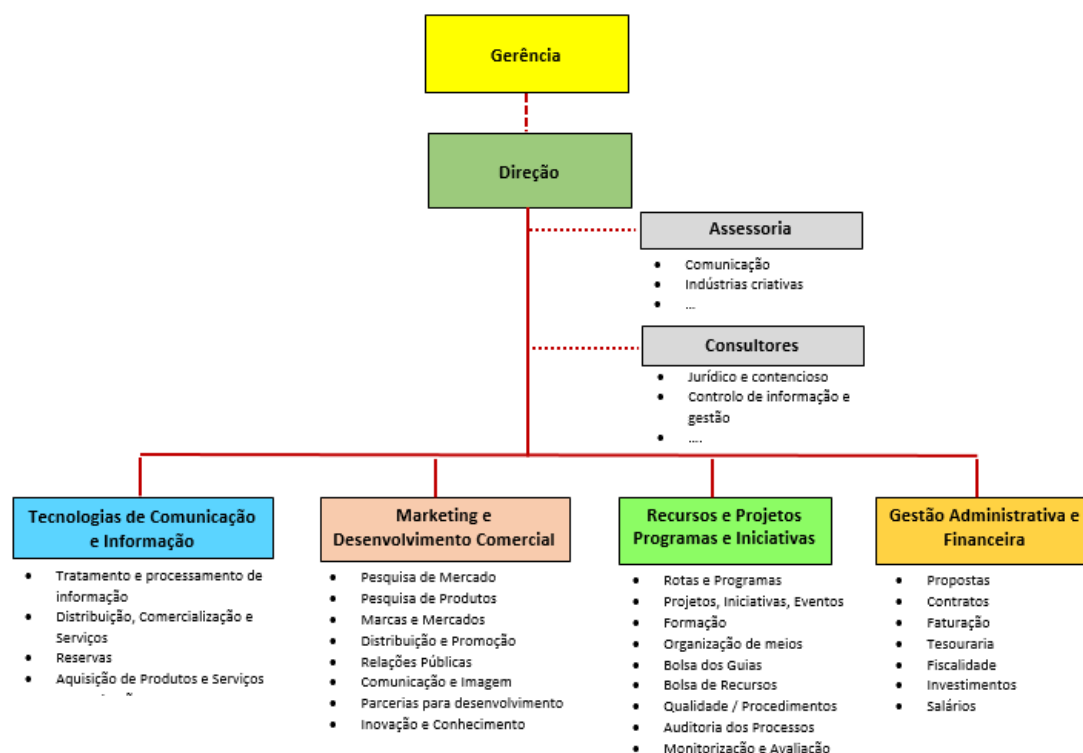 Gerência
Direção
Assessoria
• Comunicação
• Indústrias criativas
• ...
Consultores
• Jurídico e contencioso
• Controlo de informação e
gestão
• ....
Tecnologias de Comunicação
e Informação
• Tratamento e processamento de
informação
• Distribuição, Comercialização e
Serviços
• Reservas
• Aquisição de Produtos e Serviços
Marketing e
Desenvolvimento Comercial
• Pesquisa de Mercado
• Pesquisa de Produtos
• Marcas e Mercados
• Distribuição e Promoção
• Relações Públicas
• Comunicação e Imagem
• Parcerias para desenvolvimento
• Inovação e Conhecimento
Recursos e Projetos
Programas e Iniciativas
• Rotas e Programas
• Projetos, Iniciativas, Eventos
• Formação
• Organização de meios
• Bolsa dos Guias
• Bolsa de Recursos
• Qualidade / Procedimentos
• Auditoria dos Processos
• Monitorização e Avaliação
Gestão Administrativa e
Financeira
• Propostas
• Contratos
• Faturação
• Tesouraria
• Fiscalidade
• Investimentos
• Salários